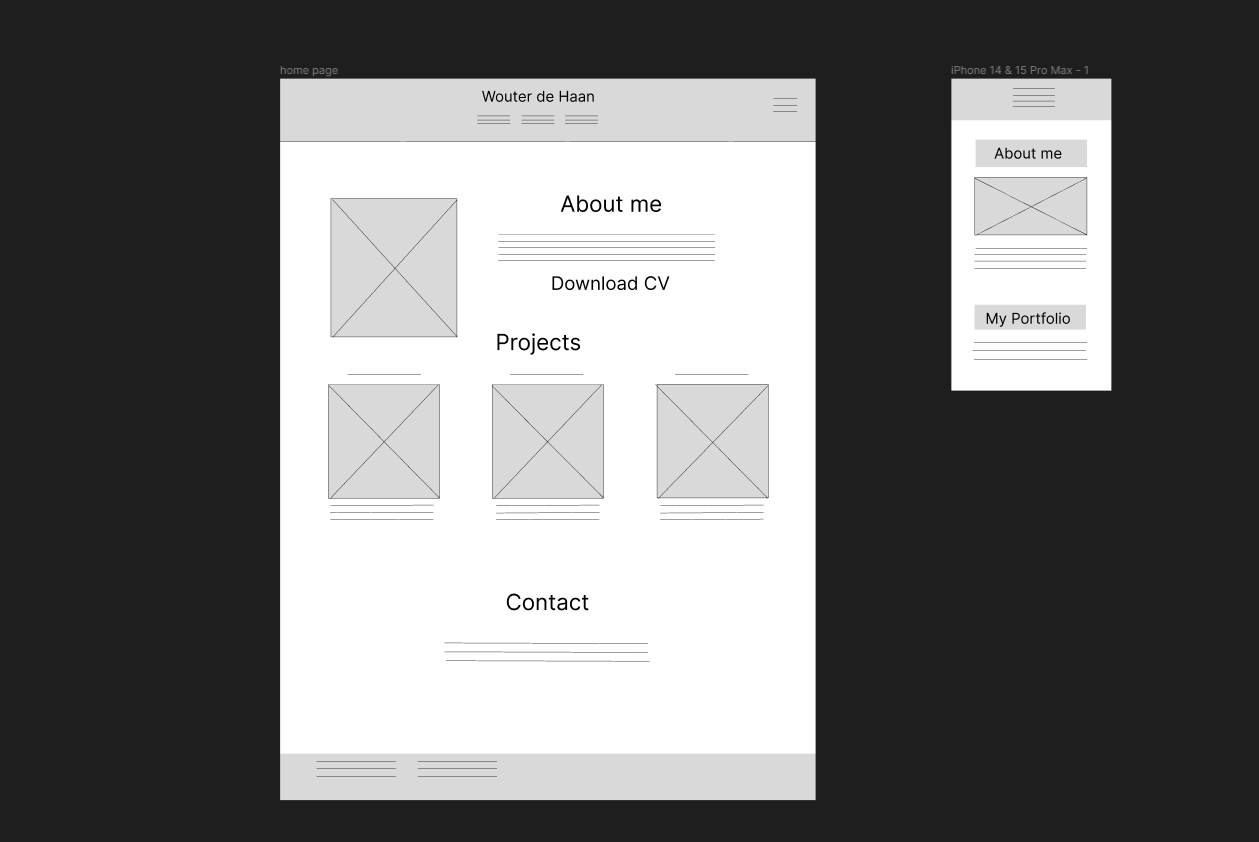 home page
Wouter de Haan
About me
Download CV
Projects
Contact
iPhone 14 & 15 Pro Max - 1
About me
My Portfolio